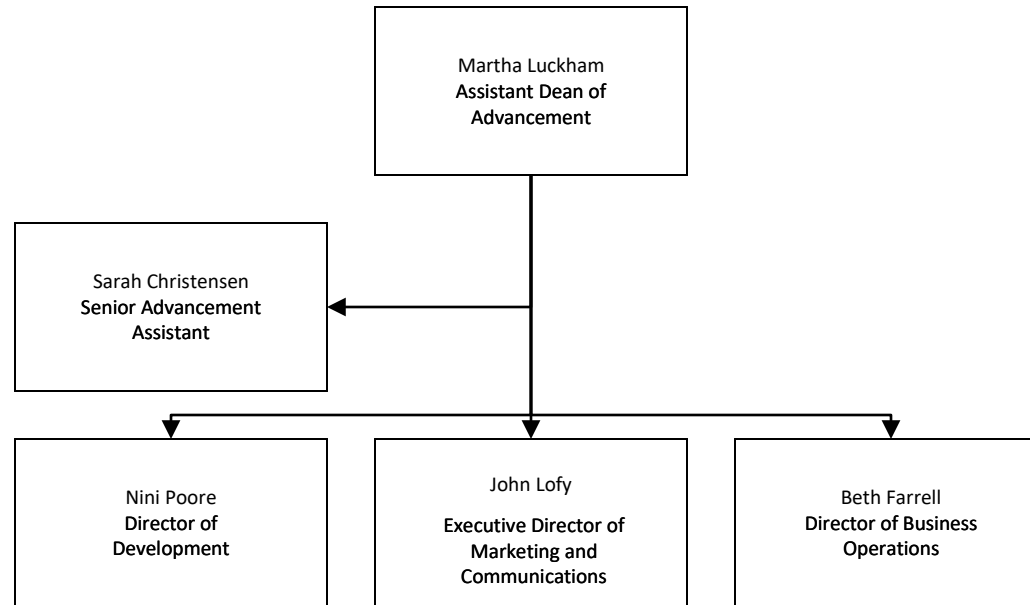 Martha Luckham
Assistant Dean of
Advancement
Sarah Christensen
Senior Advancement
Assistant
Nini Poore
Director of
Development
John Lofy
Executive Director of
Marketing and
Communications
Beth Farrell
Director of Business
Operations